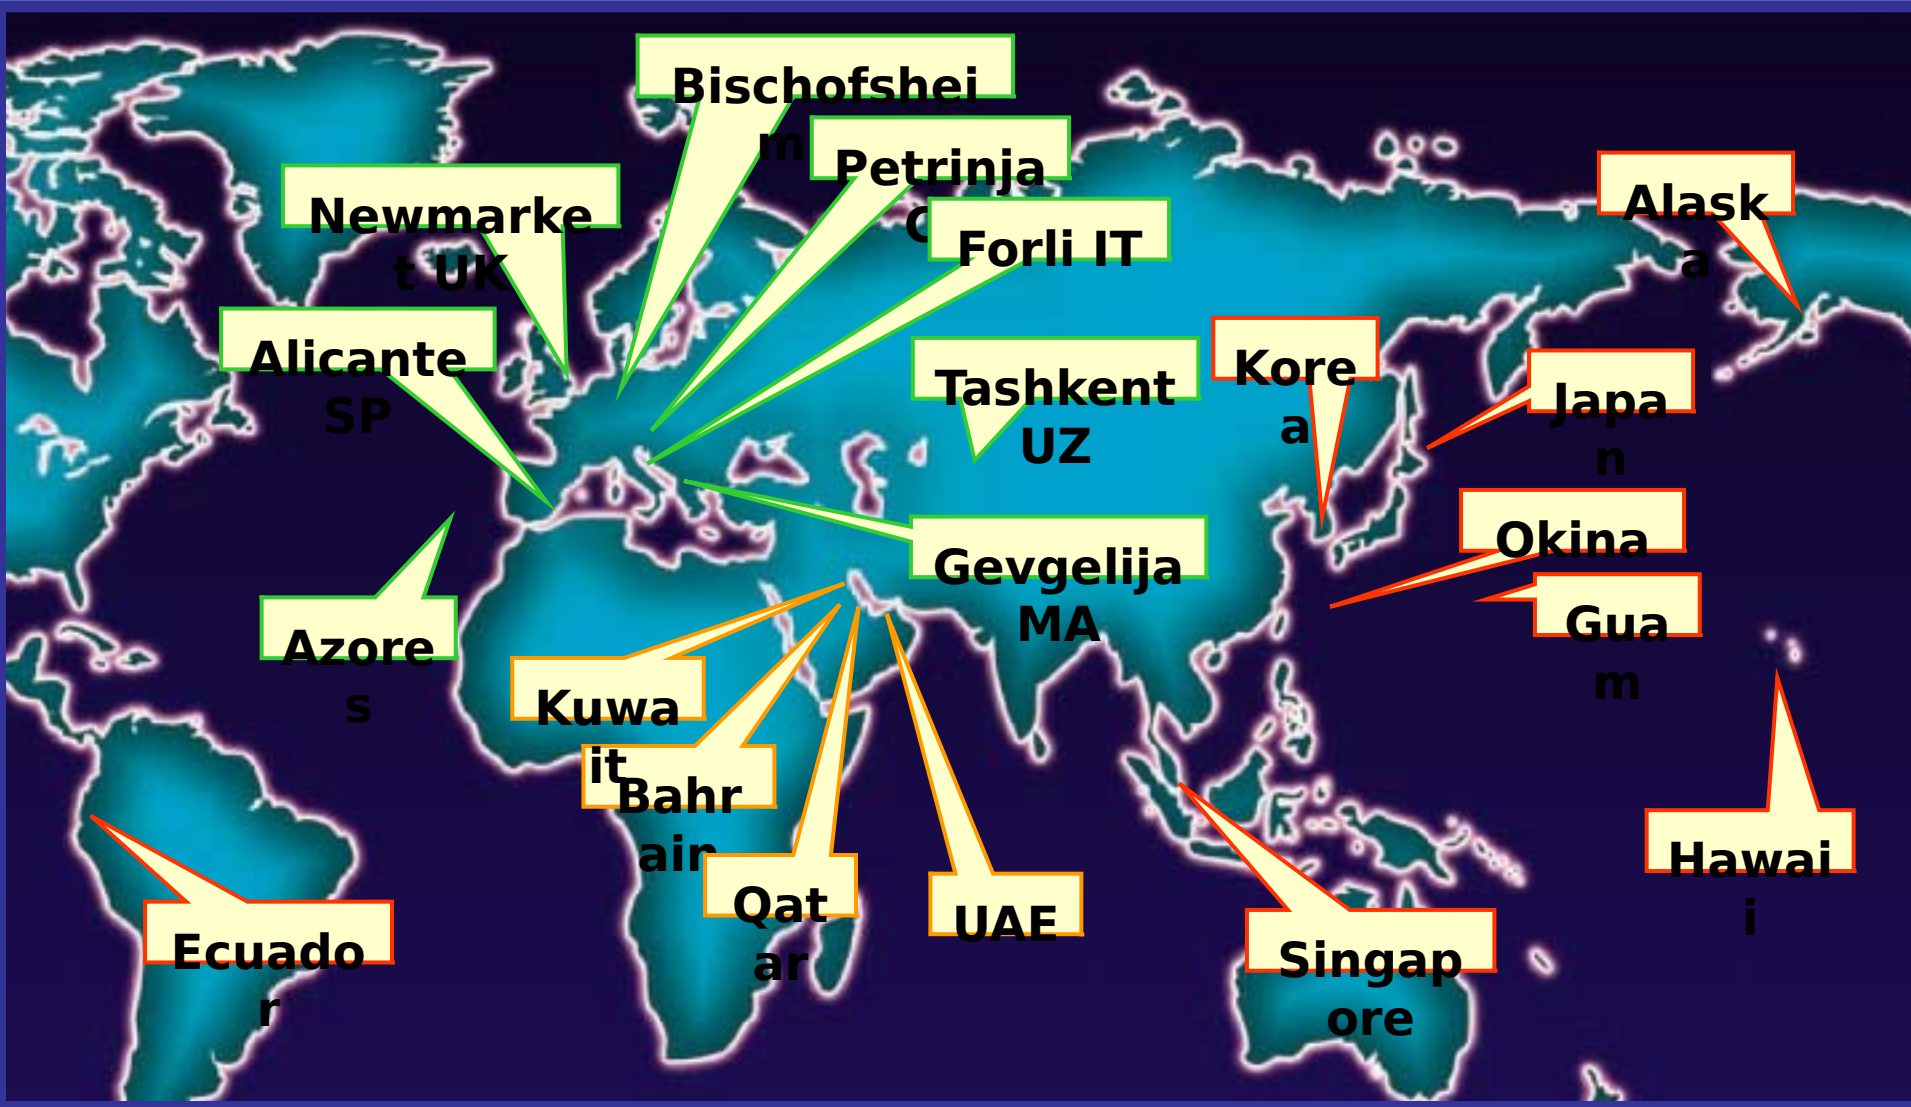 Bischofshei
m
Petrinja
C
Newmarke
t UK
Forli IT
Alask
a
Alicante
SP
Tashkent
UZ
Kore
a
Japa
n
Okina
Gevgelija
MA
Gua
m
Azore
s
Kuwa
it
Bahr
ain
Qat
ar
UAE
Hawai
i
Ecuado
r
Singap
ore